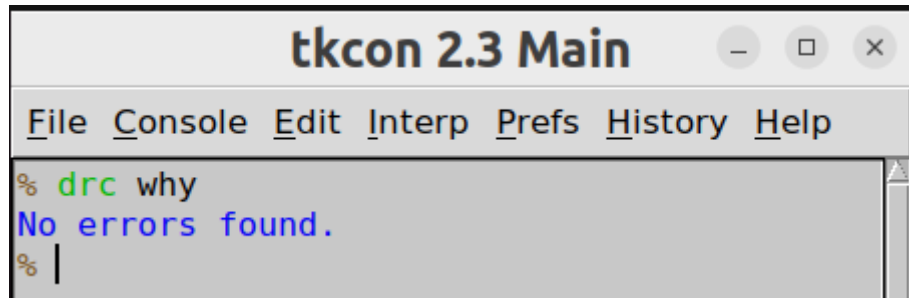 tkcon 2.3 Main
File Console Edit Interp Prefs History Help
% drc why
No errors found.
%